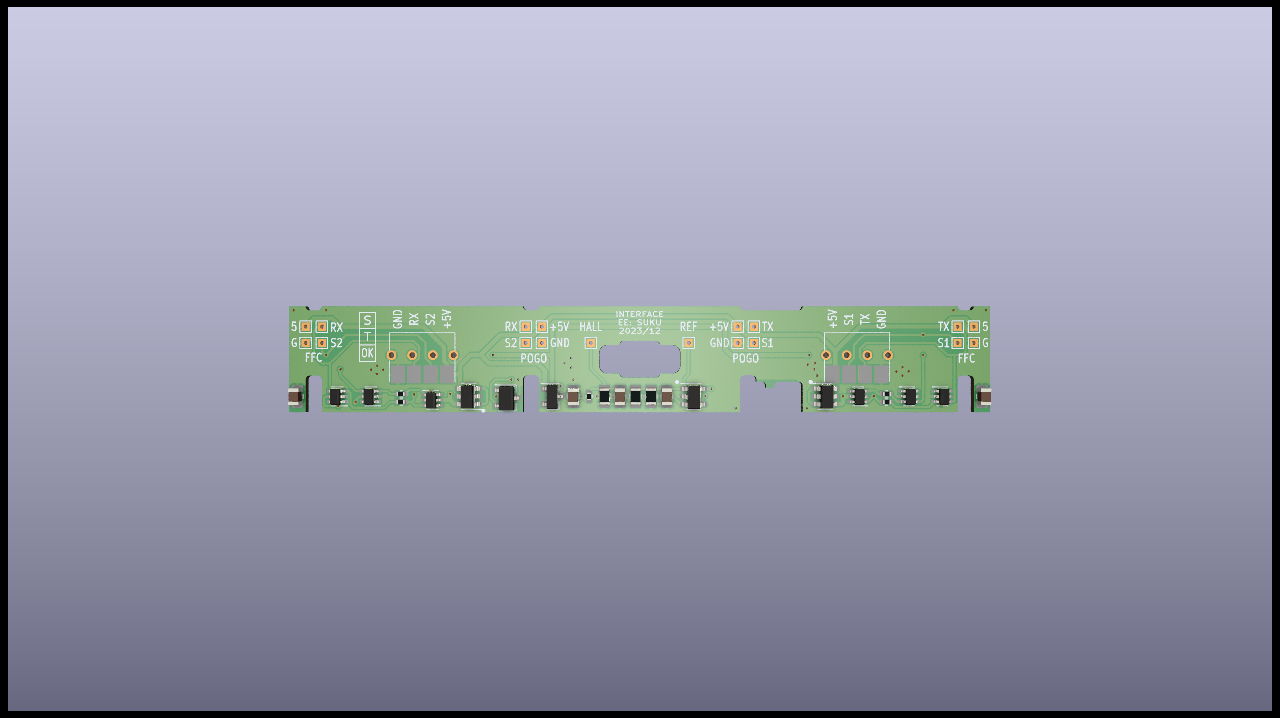 5 RX
G S2
FFC
S
T
OK
GND
RX
S2
+5V
RX +5V
S2 GND
POGO
HALL
INTERFACE
EE: SUKU
2023/12
REF
+5V TX
GND S1
POGO
+5V
S1
TX
GND
TX 5
S1 G
FFC